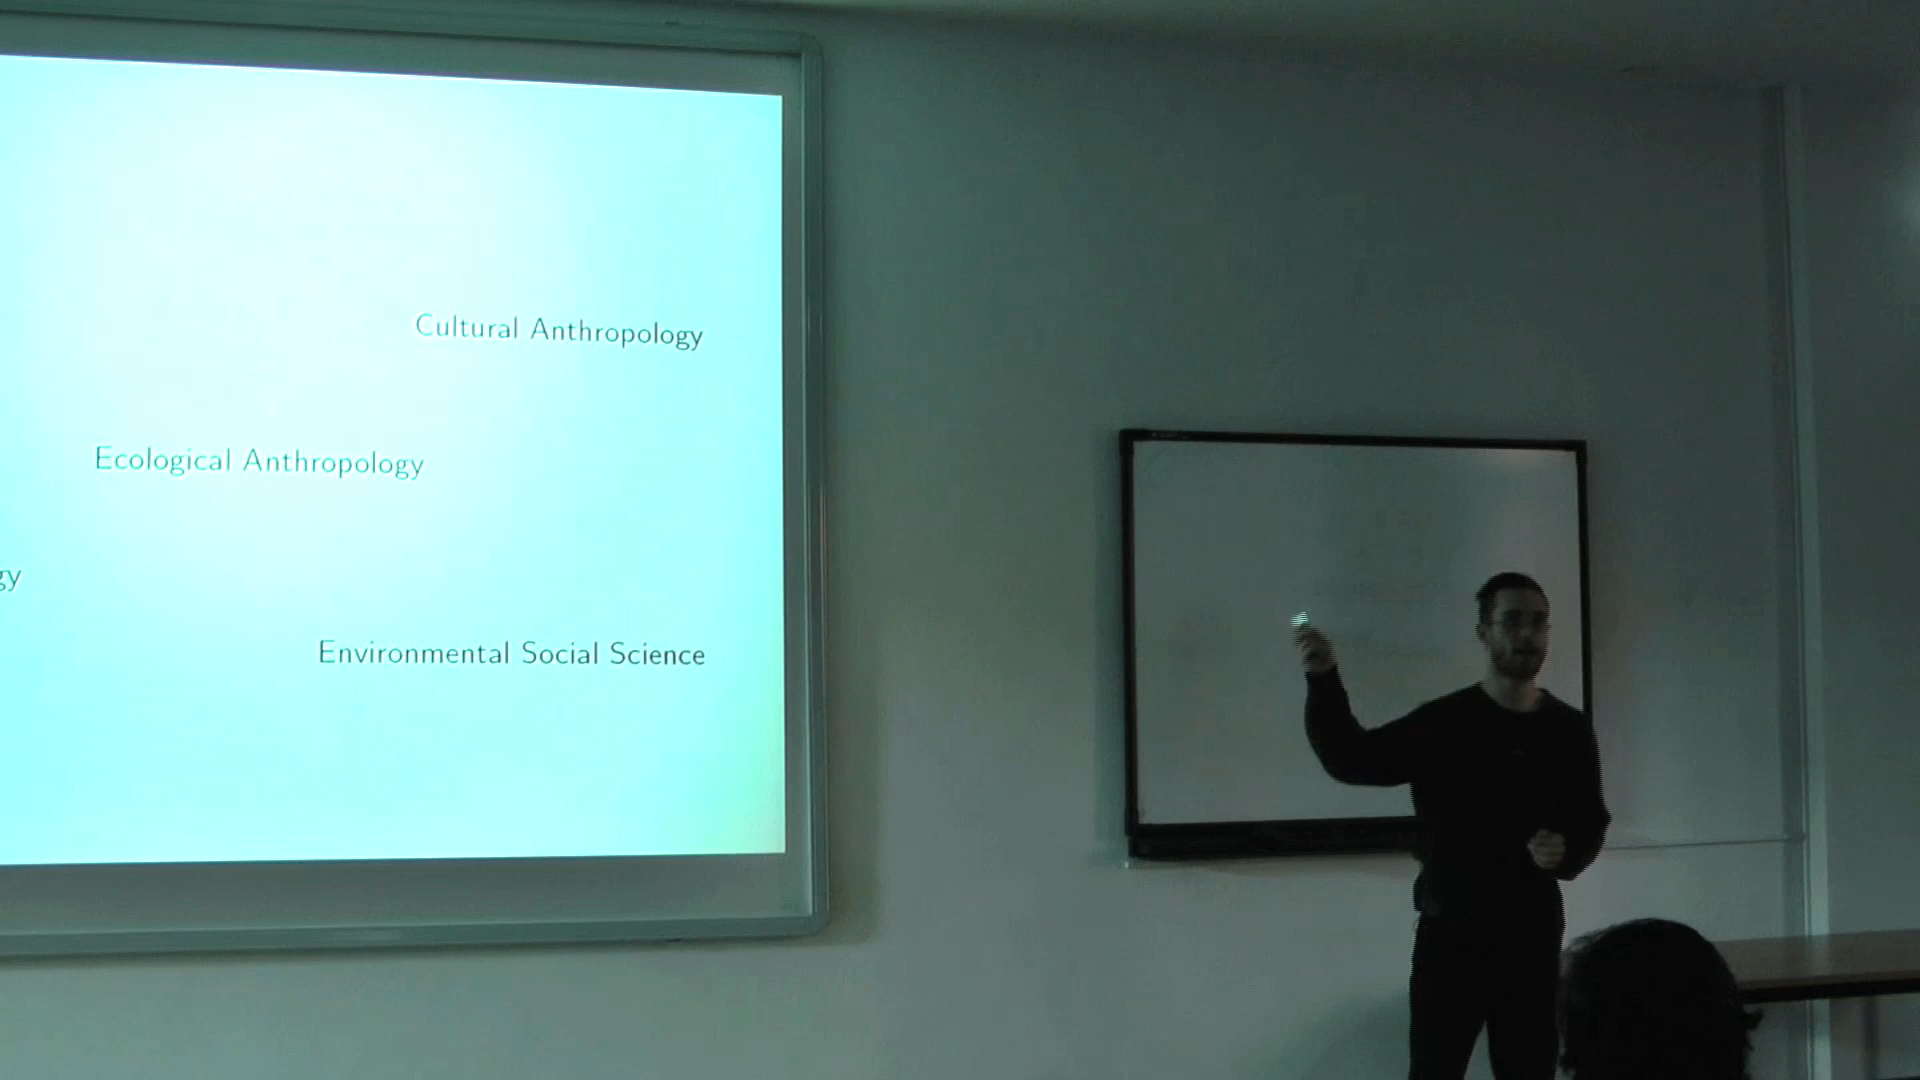 Cultural Anthropology
Ecological Anthropology
gy
Environmental Social Science